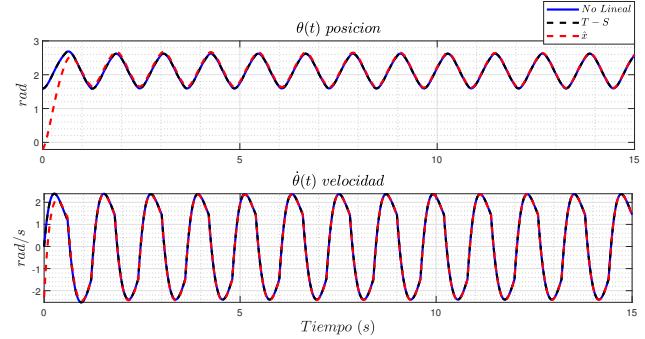 No Lineal
T − S
x̂
θ(t) posicion
rad
3
2
1
0
0
5
10
15
θ̇(t) velocidad
rad/s
2
1
0
-1
-2
0
5
10
15
Tiempo (s)